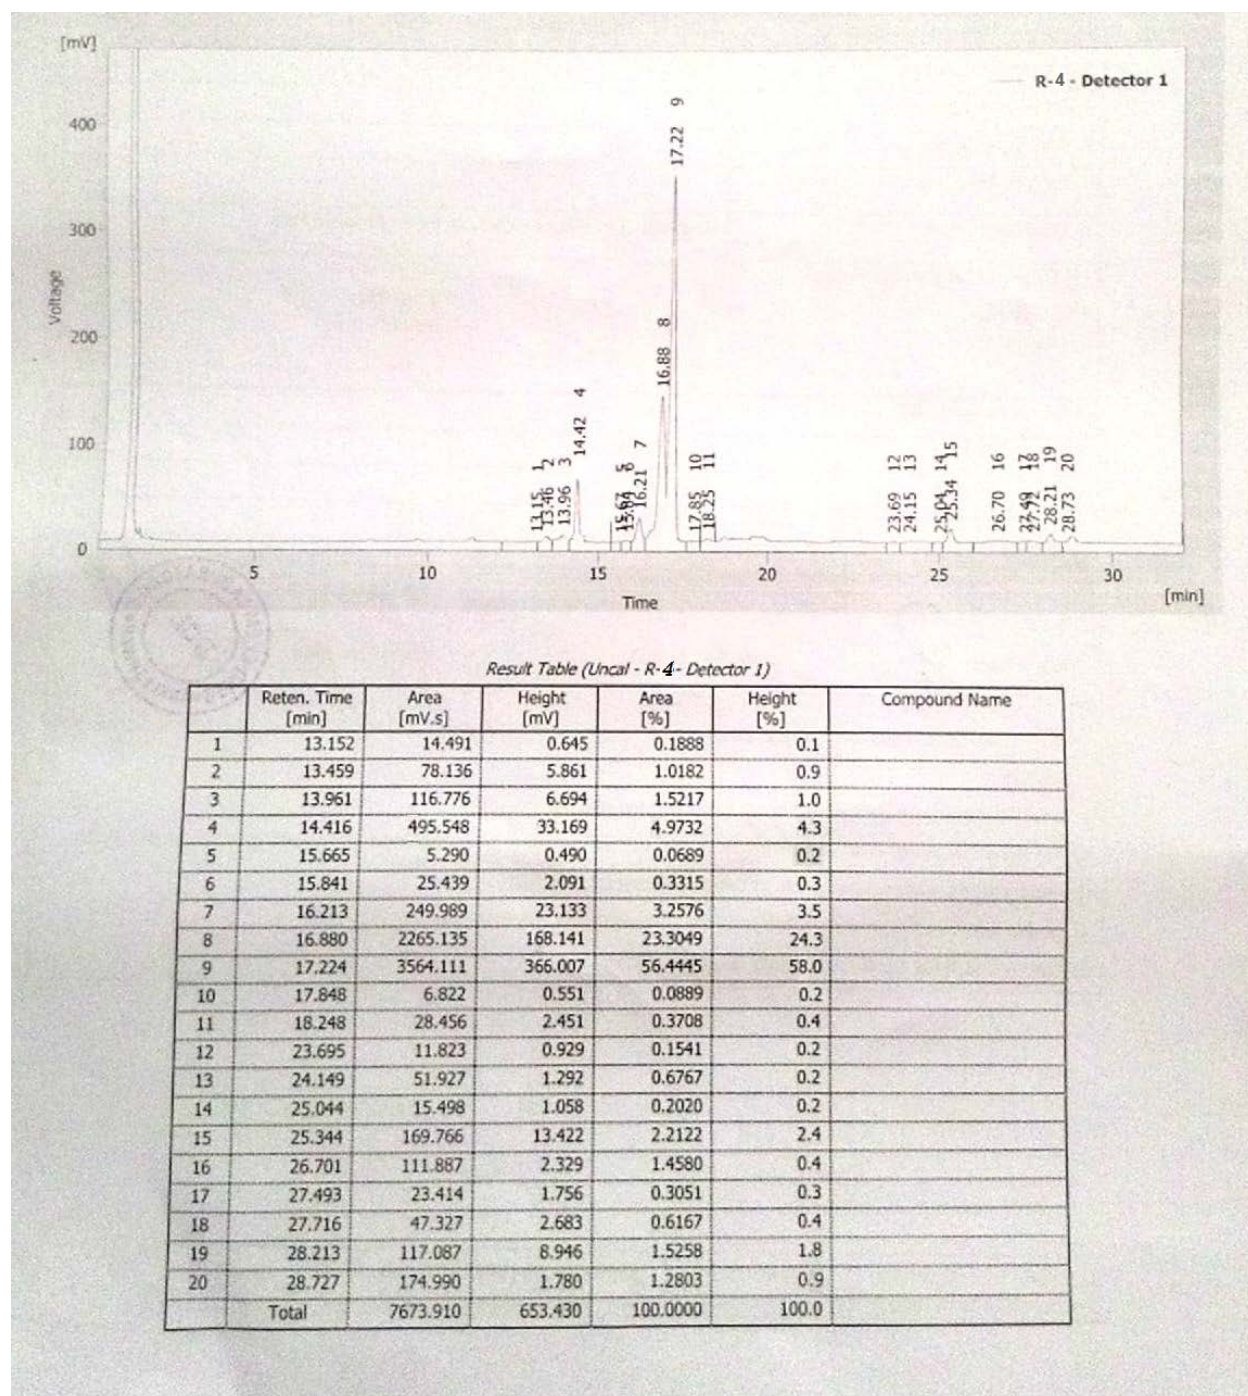 [mV]
R-4 - Detector 1
400
300
200
100
0
Voltage
13.15 1
13.46 2
13.96 3
14.42 4
15.67 5
15.84 6
16.21 7
16.88 8
17.22 9
17.85 10
18.25 11
23.69 12
24.15 13
25.04 14
25.34 15
26.70 16
27.49 17
27.72 18
28.21 19
28.73 20
5 10 15 20 25 30
Time
[min]
Result Table (Uncal - R-4- Detector 1)
Reten. Time [min] Area [mV.s] Height [mV] Area [%] Height [%] Compound Name
1 13.152 14.491 0.645 0.1888 0.1
2 13.459 78.136 5.861 1.0182 0.9
3 13.961 116.776 6.694 1.5217 1.0
4 14.416 495.548 33.169 4.9732 4.3
5 15.665 5.290 0.490 0.0689 0.2
6 15.841 25.439 2.091 0.3315 0.3
7 16.213 249.989 23.133 3.2576 3.5
8 16.880 2265.135 168.141 23.3049 24.3
9 17.224 3564.111 366.007 56.4445 58.0
10 17.848 6.822 0.551 0.0889 0.2
11 18.248 28.456 2.451 0.3708 0.4
12 23.695 11.823 0.929 0.1541 0.2
13 24.149 51.927 1.292 0.6767 0.2
14 25.044 15.498 1.058 0.2020 0.2
15 25.344 169.766 13.422 2.2122 2.4
16 26.701 111.887 2.329 1.4580 0.4
17 27.493 23.414 1.756 0.3051 0.3
18 27.716 47.327 2.683 0.6167 0.4
19 28.213 117.087 8.946 1.5258 1.8
20 28.727 174.990 1.780 1.2803 0.9
Total 7673.910 653.430 100.0000 100.0